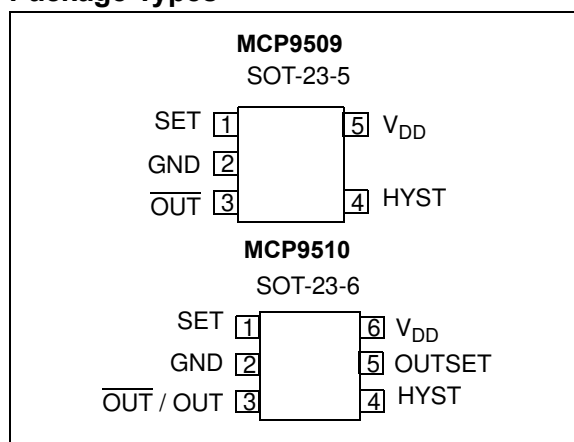 Package Types
MCP9509
SOT-23-5
SET 1 5 VDD
GND 2
OUT 3 4 HYST
MCP9510
SOT-23-6
SET 1 6 VDD
GND 2 5 OUTSET
OUT / OUT 3 4 HYST